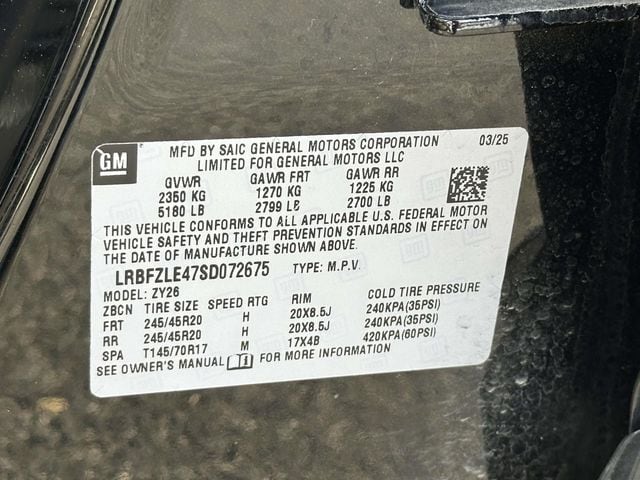 GM
MFD BY SAIC GENERAL MOTORS CORPORATION 03/25
LIMITED FOR GENERAL MOTORS LLC
GVWR GAWR FRT GAWR RR
2350 KG 1270 KG 1225 KG
5180 LB 2799 LB 2700 LB
THIS VEHICLE CONFORMS TO ALL APPLICABLE U.S. FEDERAL MOTOR
VEHICLE SAFETY AND THEFT PREVENTION STANDARDS IN EFFECT ON
THE DATE OF MANUFACTURE SHOWN ABOVE.
LRBFZLE47SD072675 TYPE: M.P.V.
MODEL: ZY26
ZBCN TIRE SIZE SPEED RTG RIM COLD TIRE PRESSURE
FRT 245/45R20 H 20X8.5J 240KPA(35PSI)
RR 245/45R20 H 20X8.5J 240KPA(35PSI)
SPA T145/70R17 M 17X4B 420KPA(60PSI)
SEE OWNER'S MANUAL FOR MORE INFORMATION